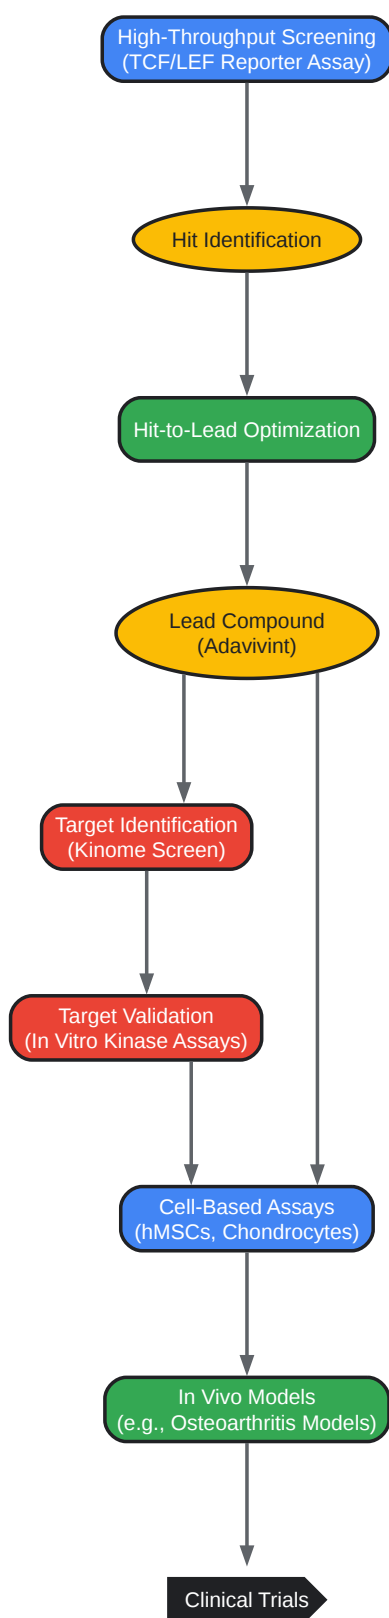 High-Throughput Screening
(TCF/LEF Reporter Assay)
Hit Identification
Hit-to-Lead Optimization
Lead Compound
(Adavivint)
Target Identification
(Kinome Screen)
Target Validation
(In Vitro Kinase Assays)
Cell-Based Assays
(hMSCs, Chondrocytes)
In Vivo Models
(e.g., Osteoarthritis Models)
Clinical Trials